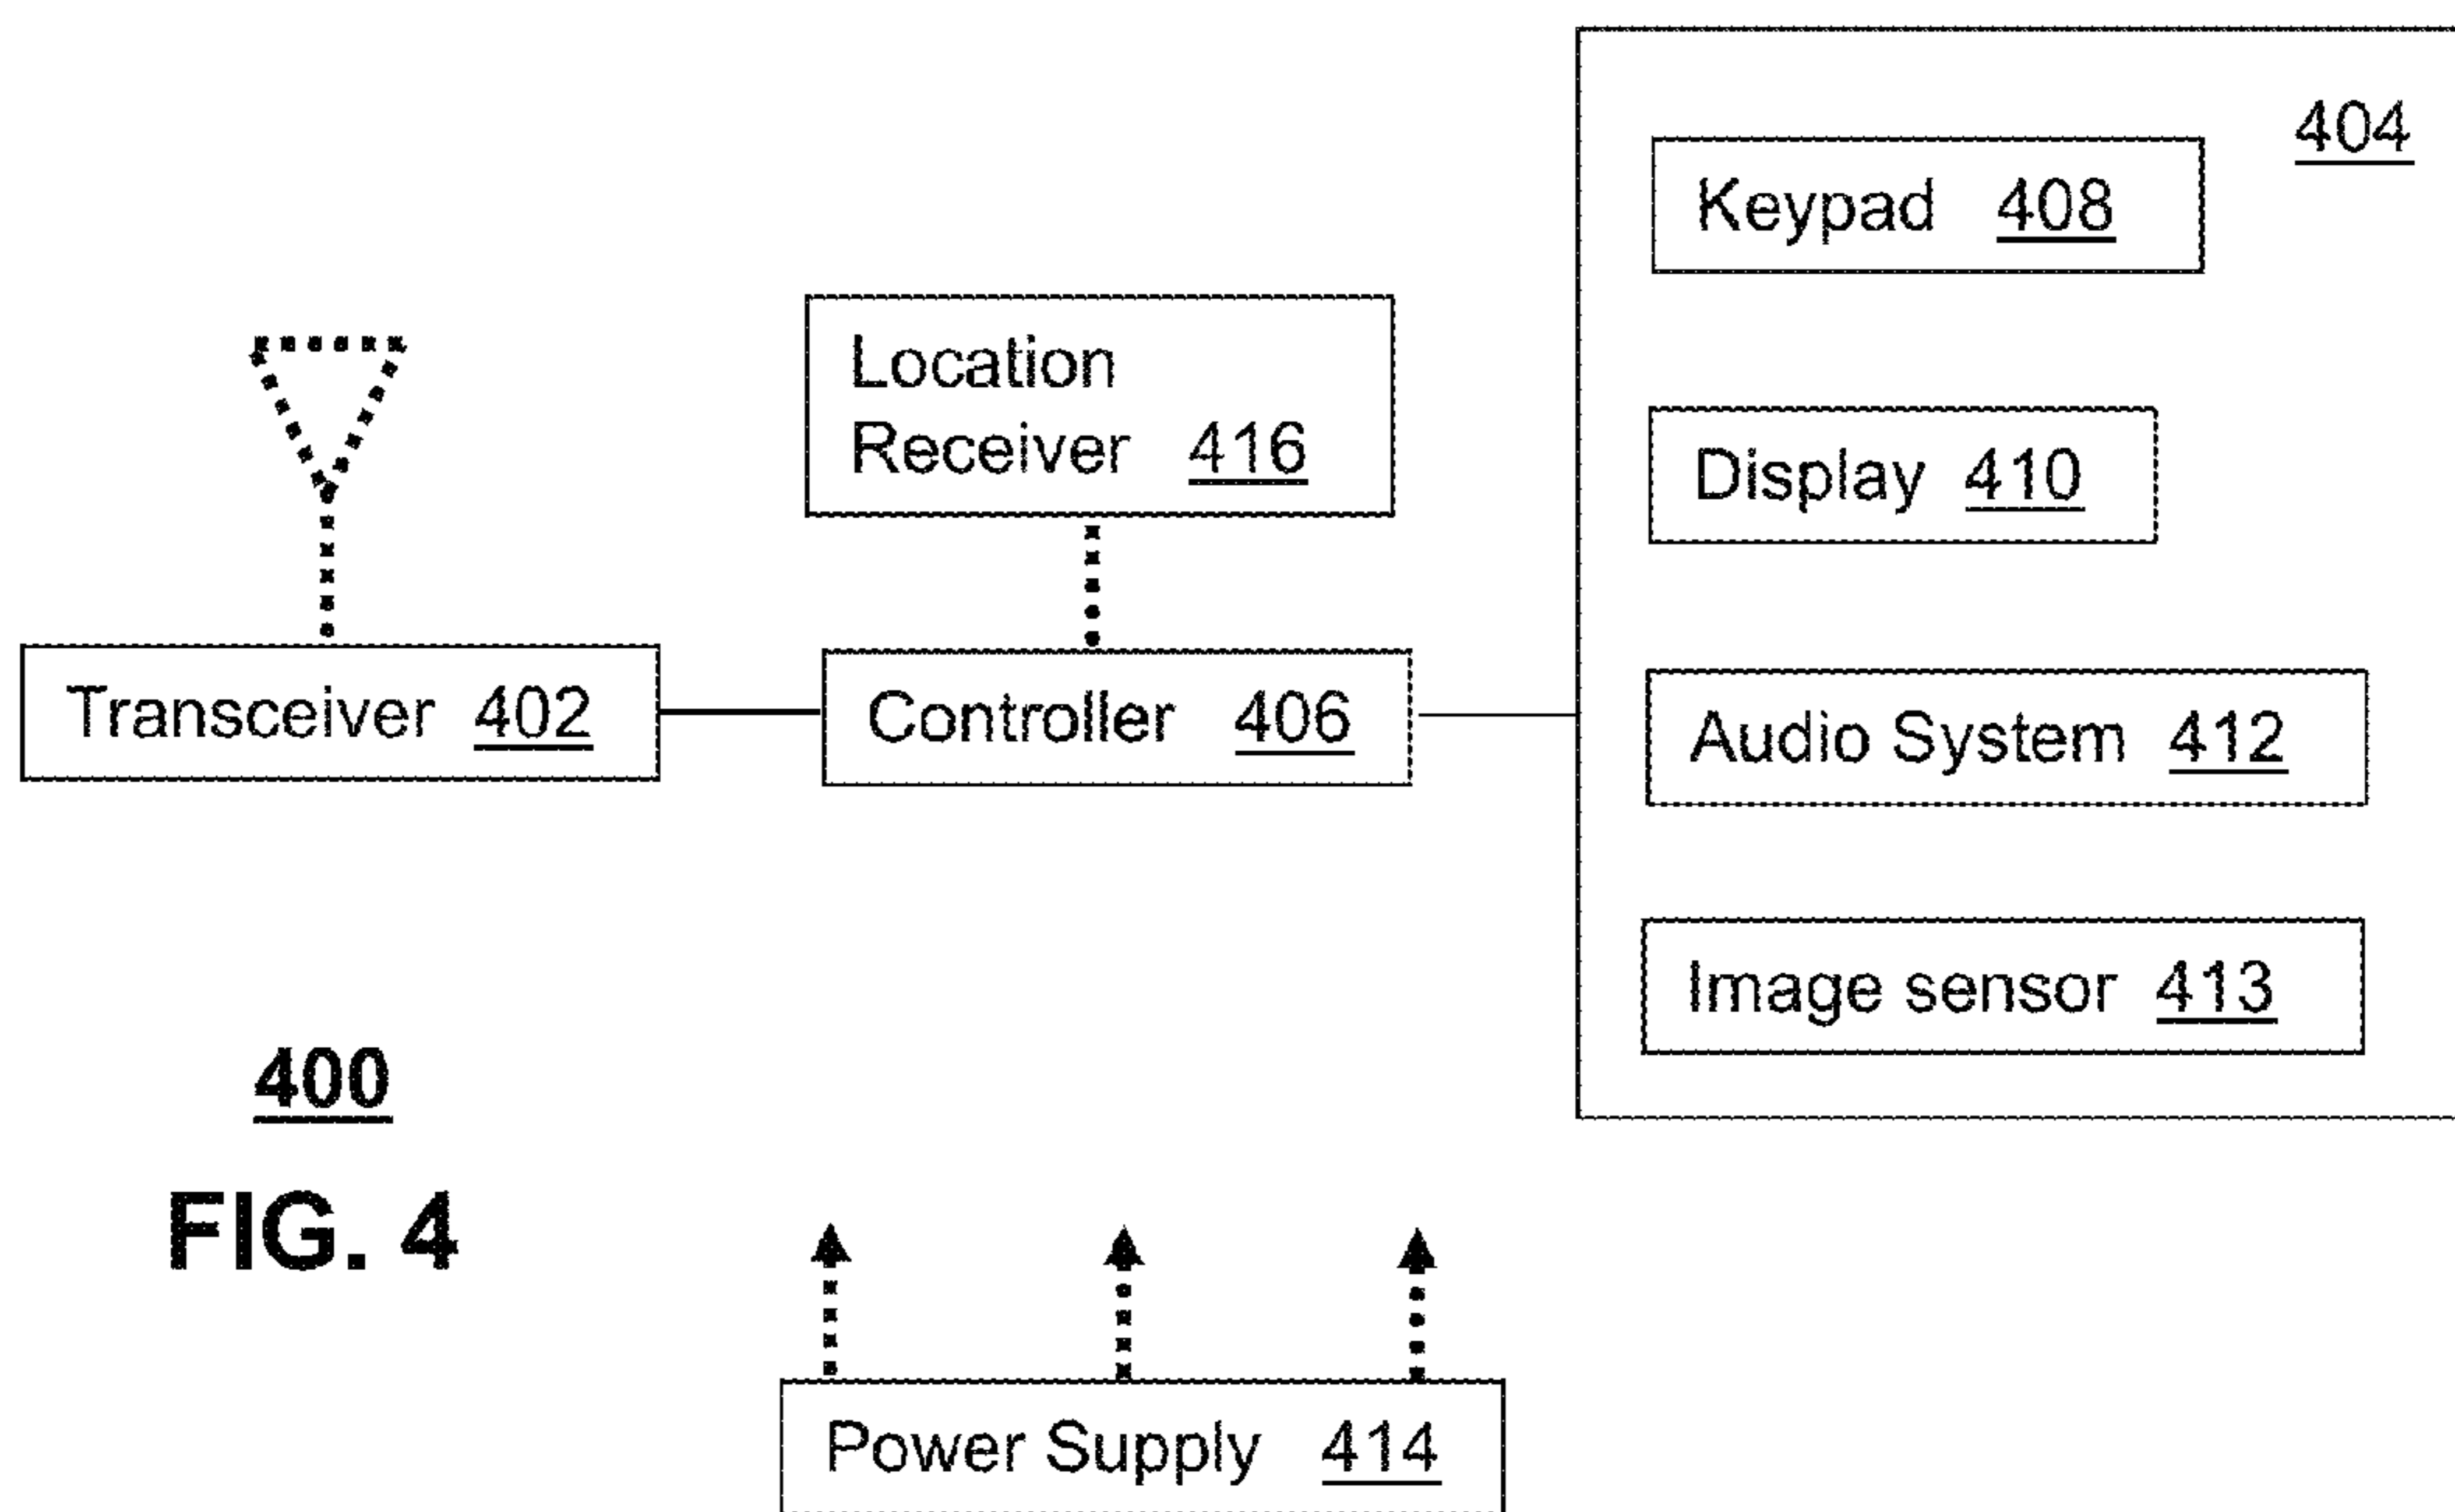 404
Keypad 408
Location
Receiver 416
Display 410
Transceiver 402
Controller 406
Audio System 412
Image sensor 413
400
FIG. 4
Power Supply 414